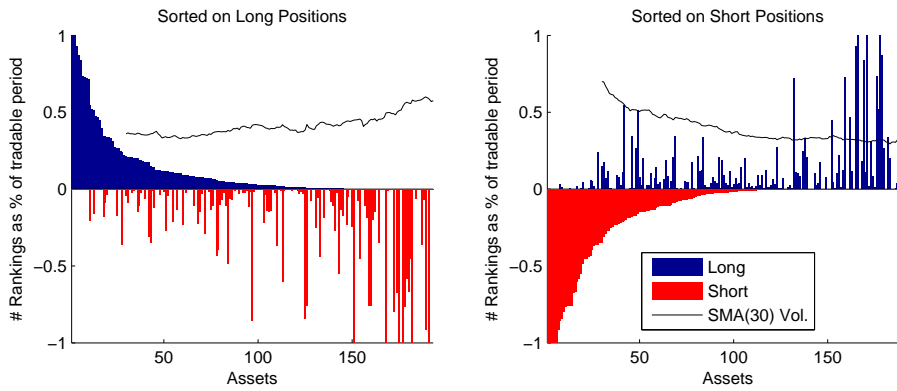 Sorted on Long Positions
# Rankings as % of tradable period
1
0.5
0
−0.5
−1
50
100
150
Assets
Sorted on Short Positions
# Rankings as % of tradable period
1
0.5
0
−0.5
−1
50
100
150
Assets
Long
Short
SMA(30) Vol.